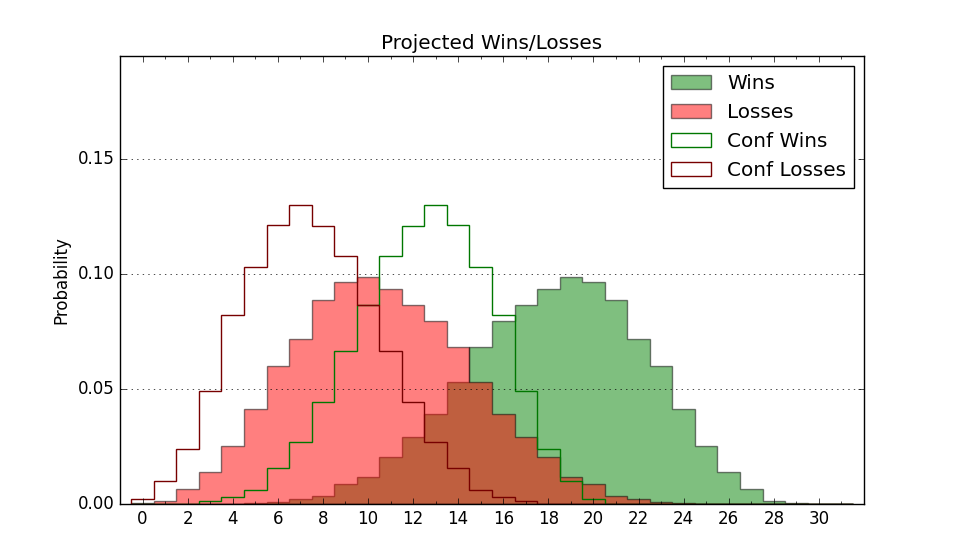 Projected Wins/Losses
Wins
Losses
Conf Wins
Conf Losses
0.15
0.10
0.05
0.00
Probability
0 2 4 6 8 10 12 14 16 18 20 22 24 26 28 30